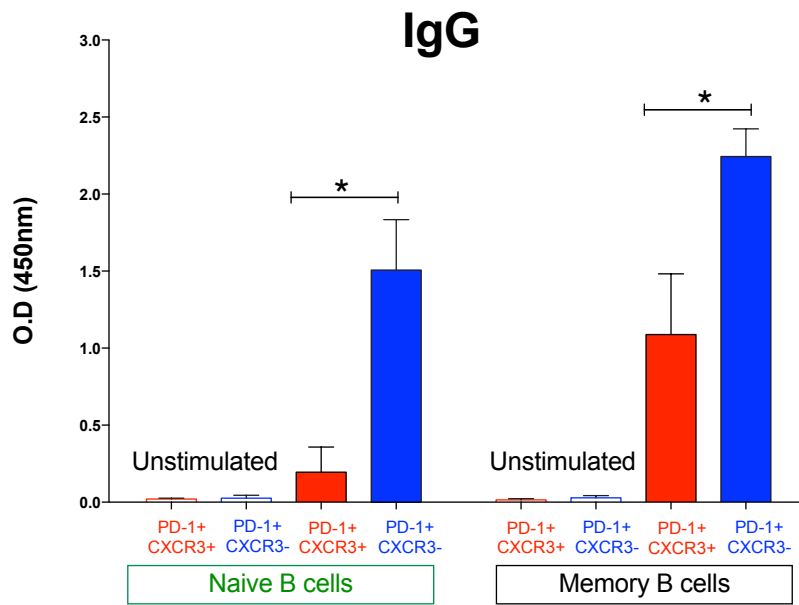 IgG
O.D (450nm)
3.0
2.5
2.0
1.5
1.0
0.5
0.0
*
*
Unstimulated
Unstimulated
PD-1+
CXCR3+
PD-1+
CXCR3-
PD-1+
CXCR3+
PD-1+
CXCR3-
PD-1+
CXCR3+
PD-1+
CXCR3-
PD-1+
CXCR3+
PD-1+
CXCR3-
Naive B cells
Memory B cells